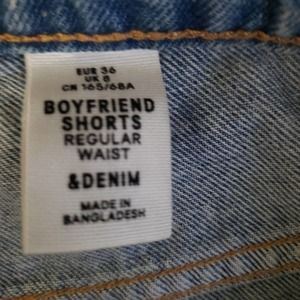 EUR 36
UK 8
CN 165/68A
BOYFRIEND
SHORTS
REGULAR
WAIST
&DENIM
MADE IN
BANGLADESH